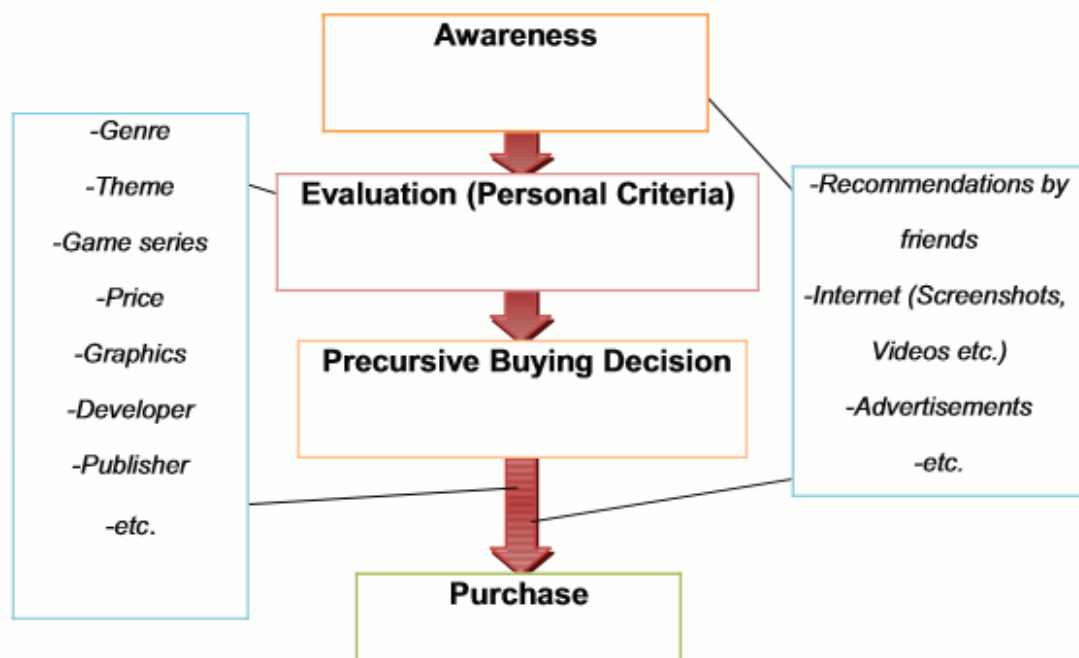 Awareness
-Genre
-Theme
-Game series
-Price
-Graphics
-Developer
-Publisher
-etc.
Evaluation (Personal Criteria)
-Recommendations by
friends
-Internet (Screenshots,
Videos etc.)
-Advertisements
-etc.
Precursive Buying Decision
Purchase